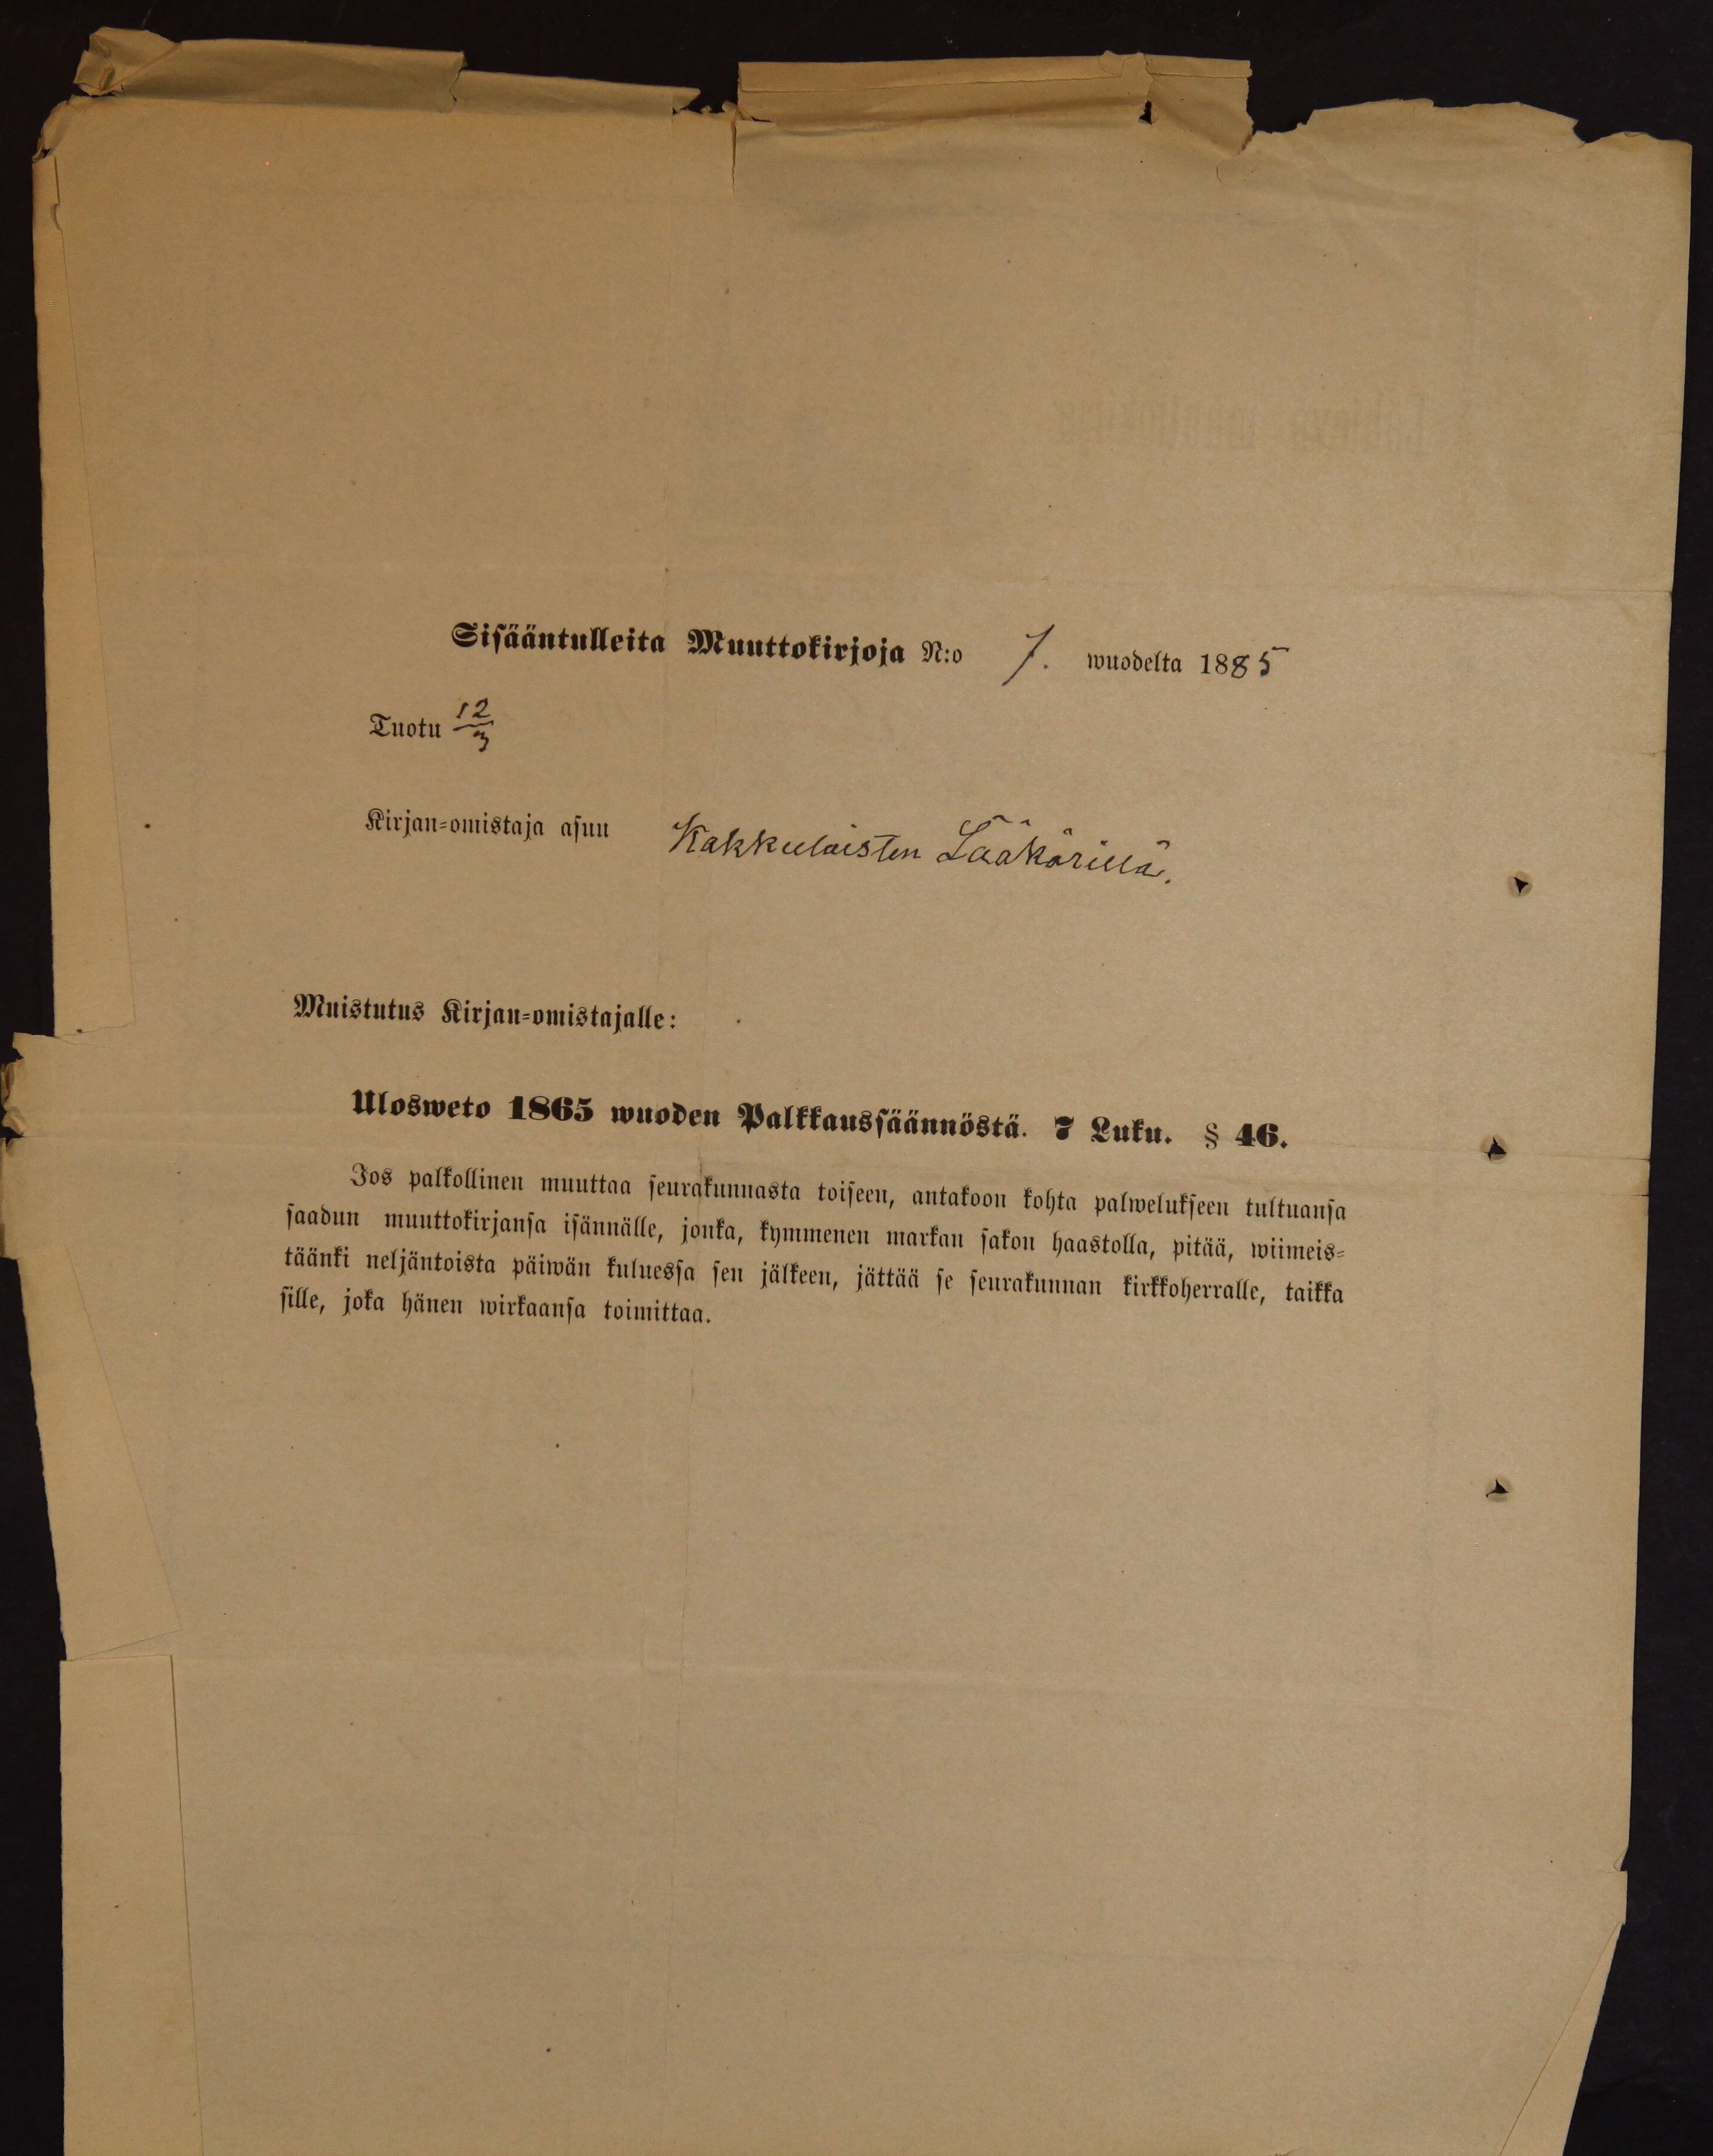 Sisääntulleita Muuttokirjoja N:o 7. wuodelta 1885
Tuotu 12/3
Kirjan-omistaja asuu Kakkulaisten Lääkärillä.
Muistutus Kirjan-omistajalle:
Ulosweto 1865 wuoden Palkkaussäännöstä. 7 Luku. § 46.
Jos palkollinen muuttaa seurakunnasta toiseen, antakoon kohta palwelukseen tultuansa
saadun muuttokirjansa isännälle, jonka, kymmenen markan sakon haastolla, pitää, wiimeis-
täänki neljäntoista päiwän kuluessa sen jälkeen, jättää se seurakunnan kirkkoherralle, taikka
sille, joka hänen wirkaansa toimittaa.